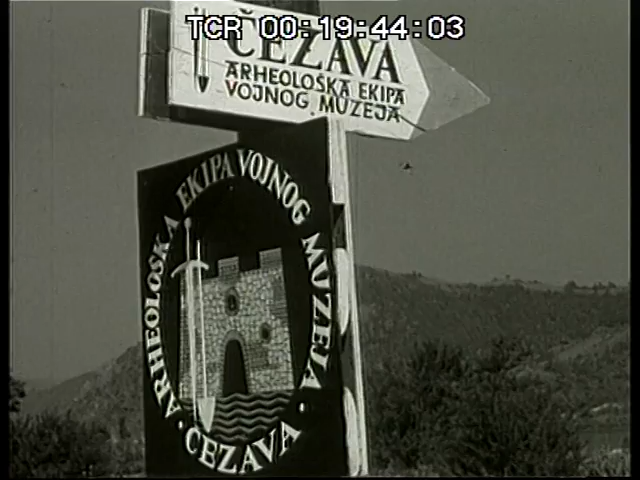 TCR 00:19:44:03
ČEZAVA
ARHEOLOŠKA EKIPA
VOJNOG MUZEJA
ARHEOLOŠKA EKIPA VOJNOG MUZEJA
ČEZAVA